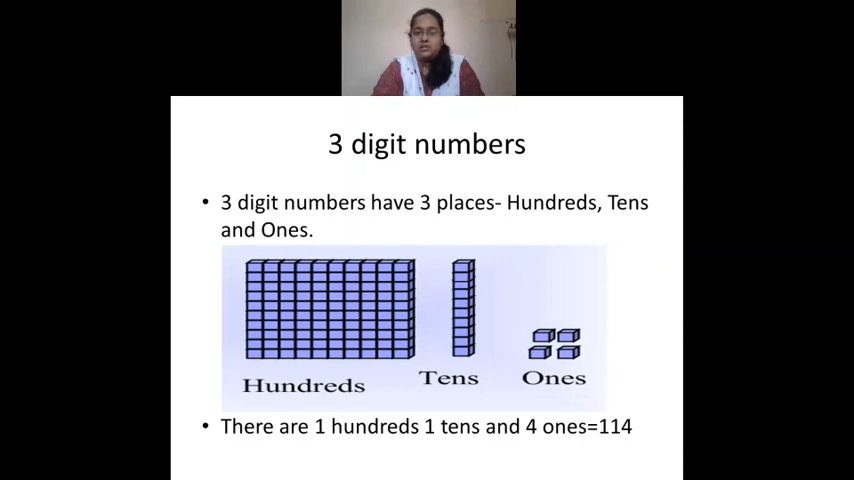 3 digit numbers
• 3 digit numbers have 3 places- Hundreds, Tens
and Ones.
Hundreds Tens Ones
• There are 1 hundreds 1 tens and 4 ones=114